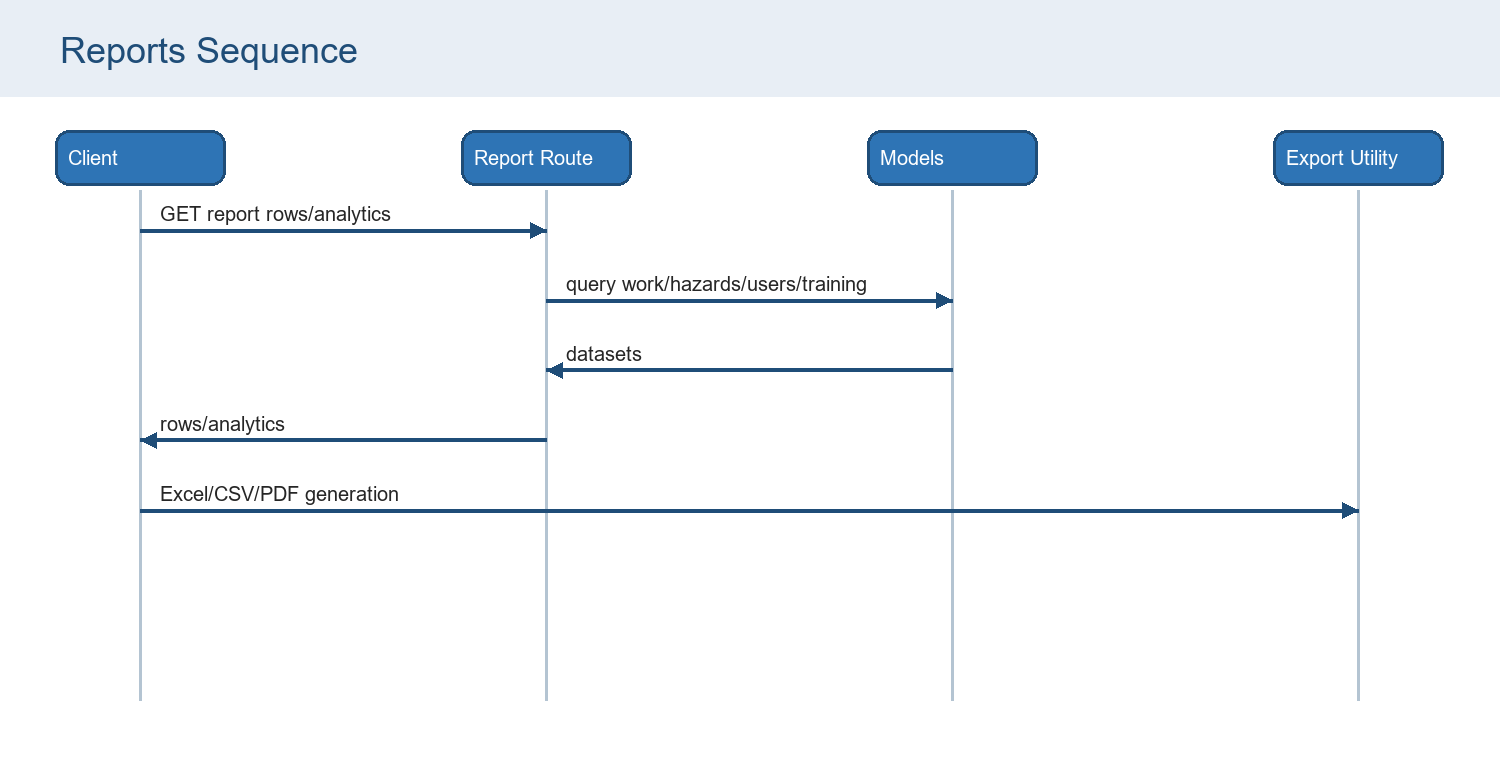 Reports Sequence
Client
Report Route
Models
Export Utility
GET report rows/analytics
query work/hazards/users/training
datasets
rows/analytics
Excel/CSV/PDF generation